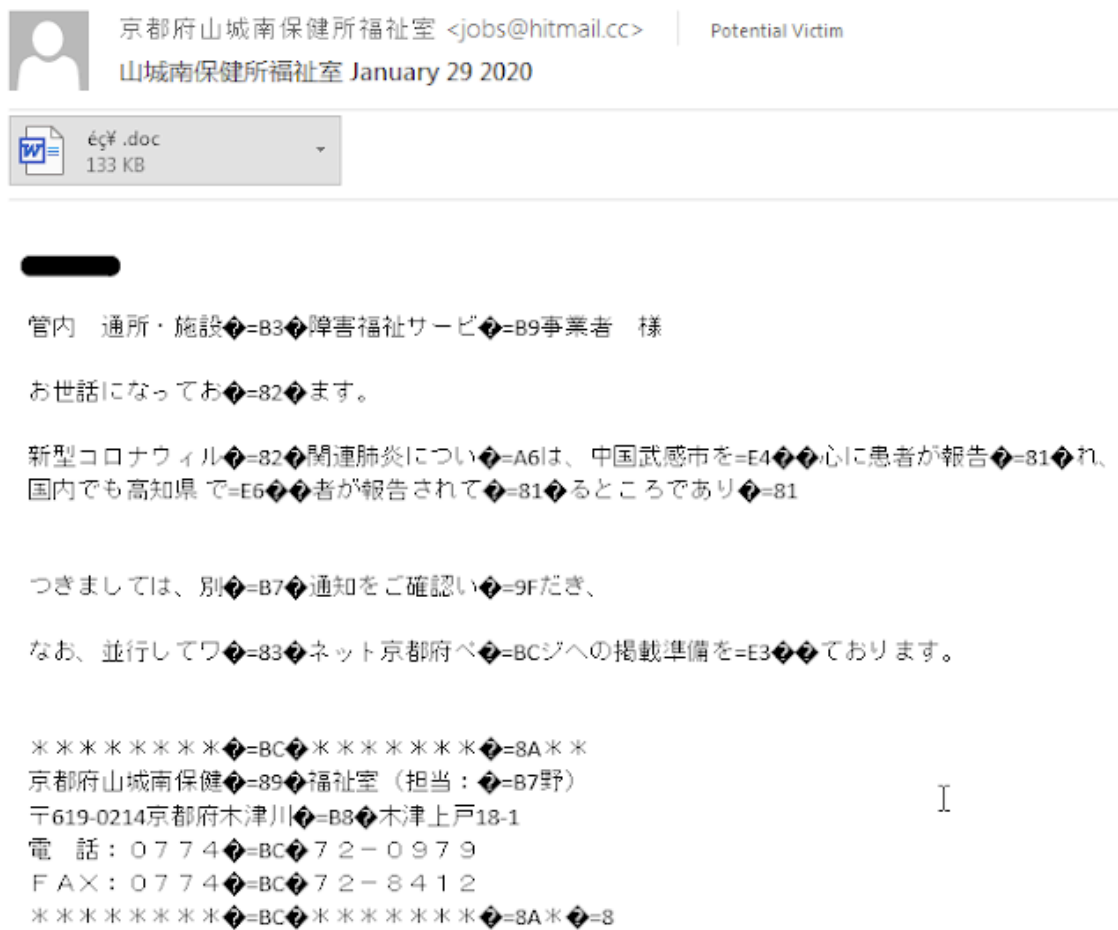 京都府山城南保健所福祉室 <jobs@hitmail.cc> Potential Victim
山城南保健所福祉室 January 29 2020
éç¥ .doc
133 KB
管内　通所・施設�=B3�障害福祉サービ�=B9事業者　様
お世話になってお�=82�ます。
新型コロナウィル�=82�関連肺炎につい�=A6は、中国武感市を=E4��心に患者が報告�=81�れ、
国内でも高知県 で=E6��者が報告されて�=81�るところであり�=81
つきましては、別�=B7�通知をご確認い�=9Fだき、
なお、並行してワ�=83�ネット京都府ペ�=BCジへの掲載準備を=E3��ております。
＊＊＊＊＊＊＊＊�=BC�＊＊＊＊＊＊＊�=8A＊＊
京都府山城南保健�=89�福祉室（担当：�=B7野）
〒619-0214京都府木津川�=B8�木津上戸18-1
電　話：０７７４�=BC�７２－０９７９
ＦＡＸ：０７７４�=BC�７２－８４１２
＊＊＊＊＊＊＊＊�=BC�＊＊＊＊＊＊＊�=8A＊�=8